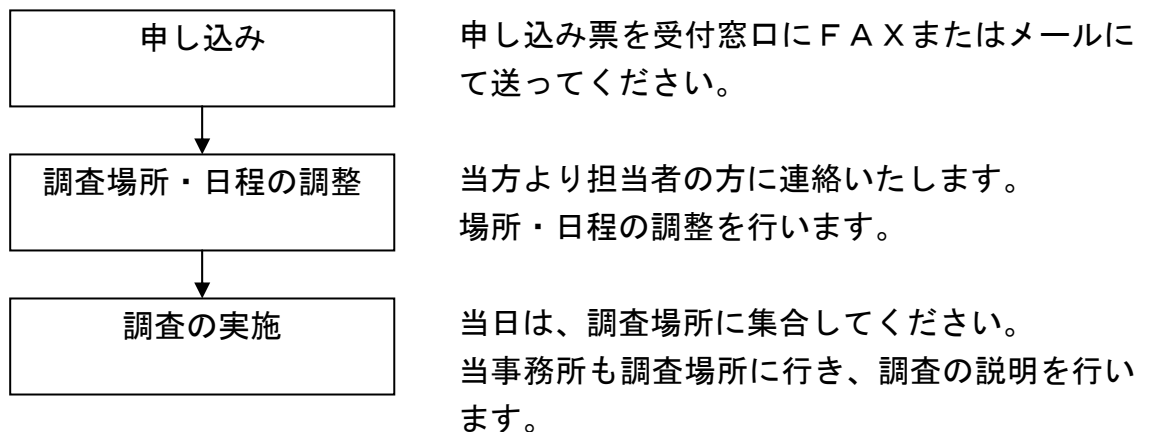 申し込み
申し込み票を受付窓口にＦＡＸまたはメールに
て送ってください。
調査場所・日程の調整
当方より担当者の方に連絡いたします。
場所・日程の調整を行います。
調査の実施
当日は、調査場所に集合してください。
当事務所も調査場所に行き、調査の説明を行い
ます。